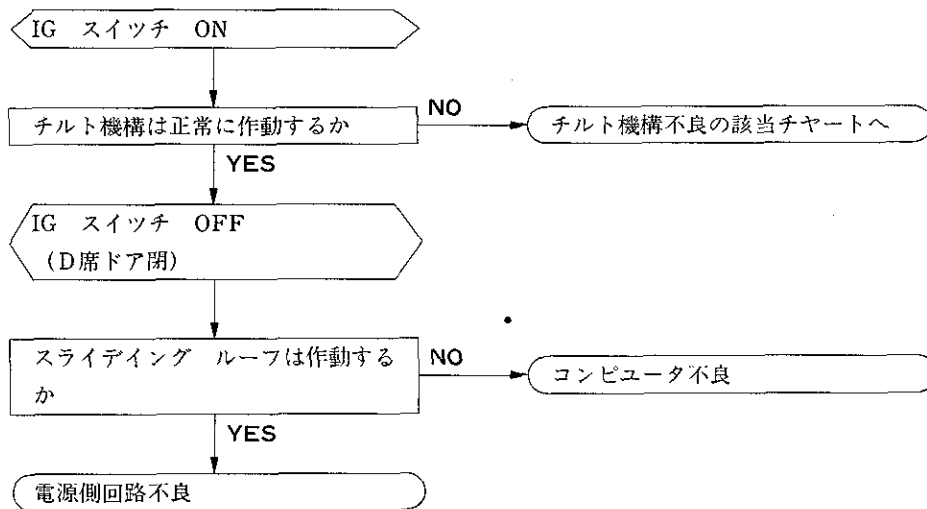 IG スイッチ ON
チルト機構は正常に作動するか
NO
チルト機構不良の該当チヤートへ
YES
IG スイッチ OFF
(D席ドア閉)
スライデイング ルーフは作動する
か
NO
コンピユータ不良
YES
電源側回路不良